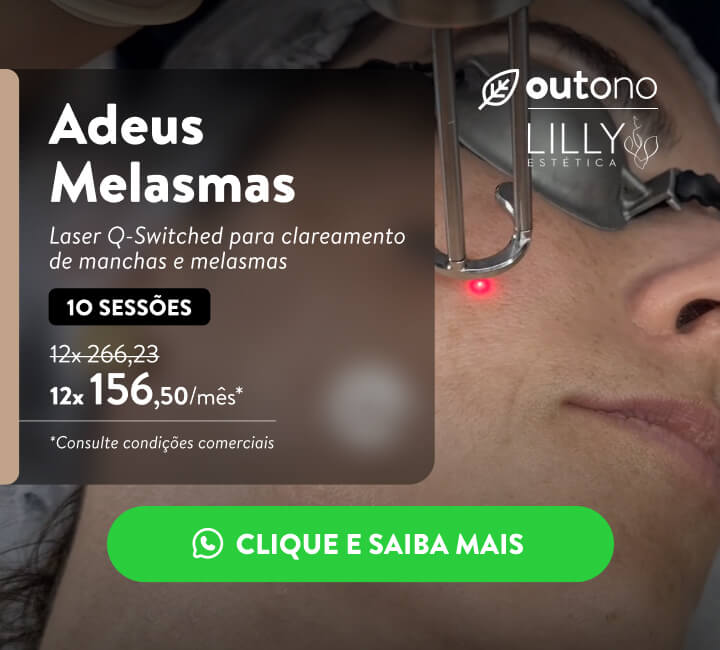 outono
LILLY
ESTÉTICA
Adeus
Melasmas
Laser Q-Switched para clareamento
de manchas e melasmas
10 SESSÕES
12x 266,23
12x 156,50/mês*
*Consulte condições comerciais
CLIQUE E SAIBA MAIS